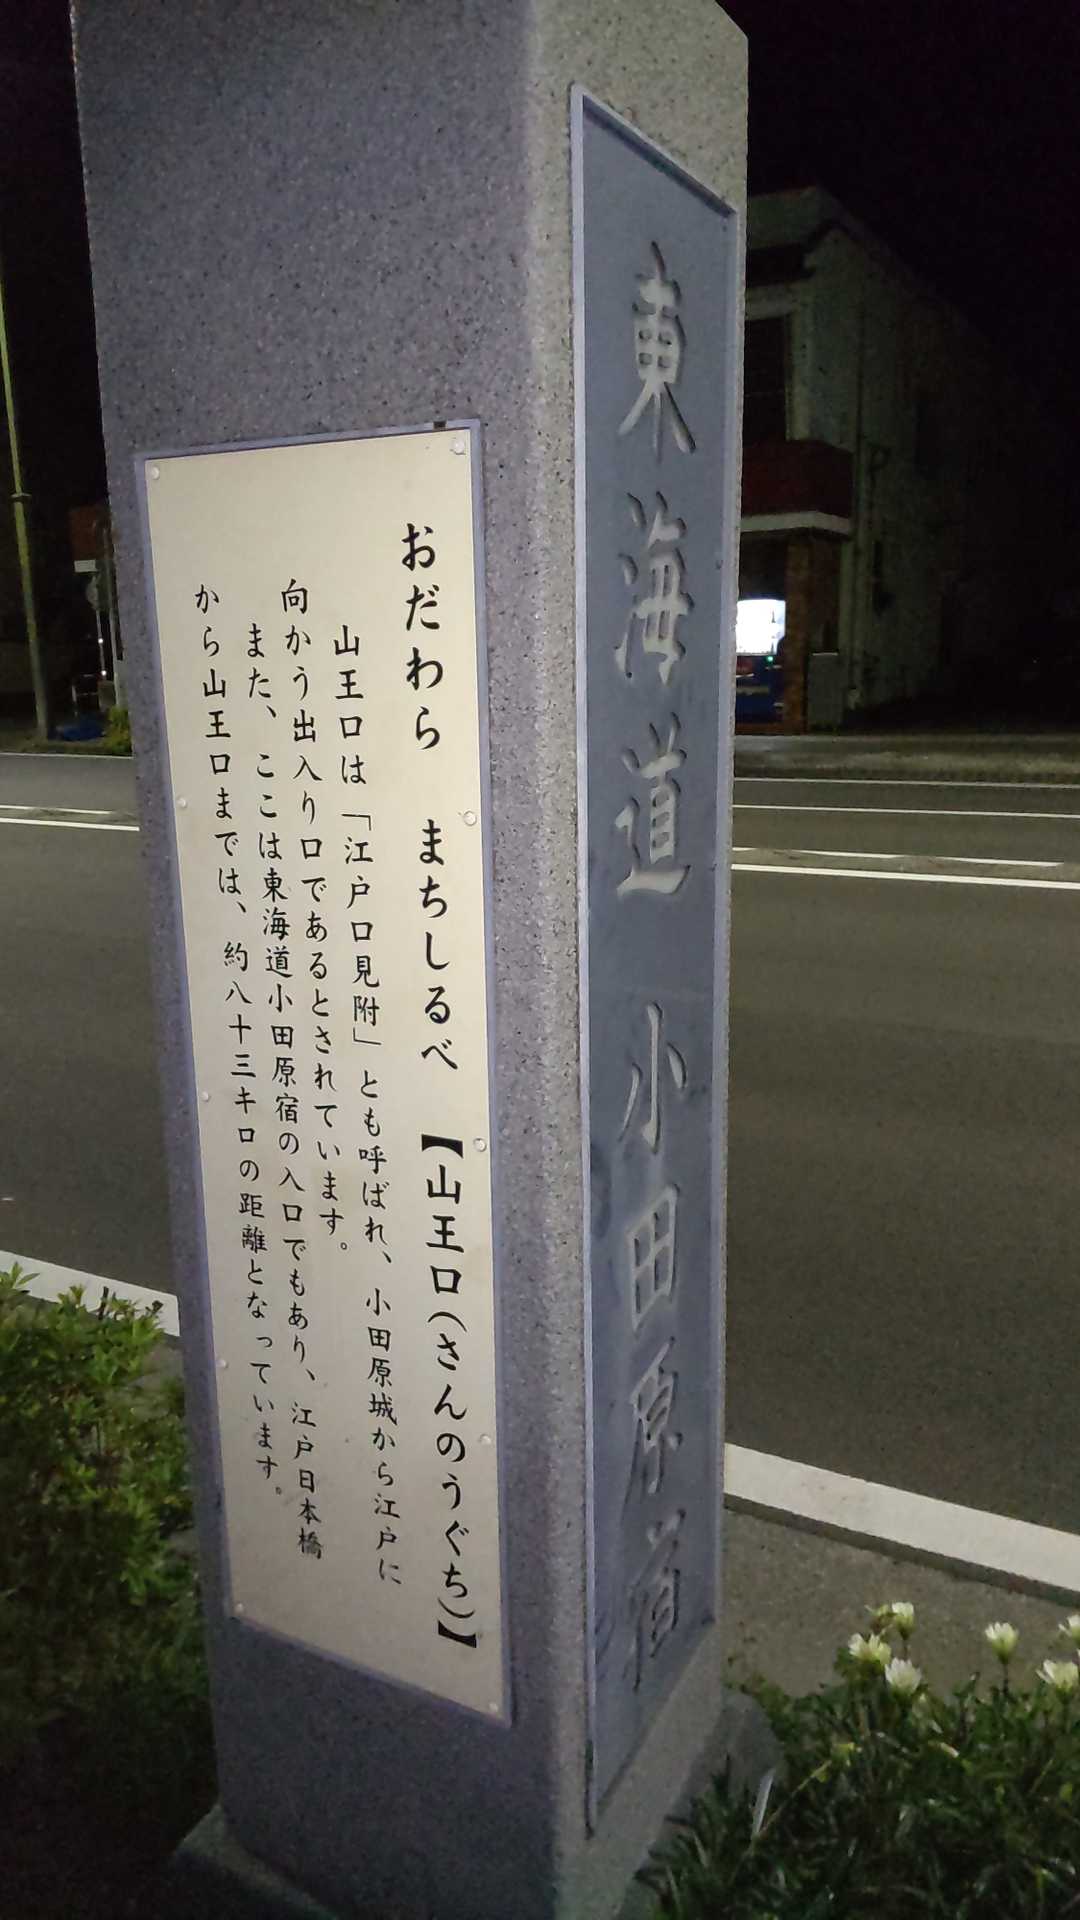 東海道小田原宿
おだわら　まちしるべ　【山王口(さんのうぐち)】
山王口は「江戸口見附」とも呼ばれ、小田原城から江戸に
向かう出入り口であるとされています。
また、ここは東海道小田原宿の入口でもあり、江戸日本橋
から山王口までは、約八十三キロの距離となっています。